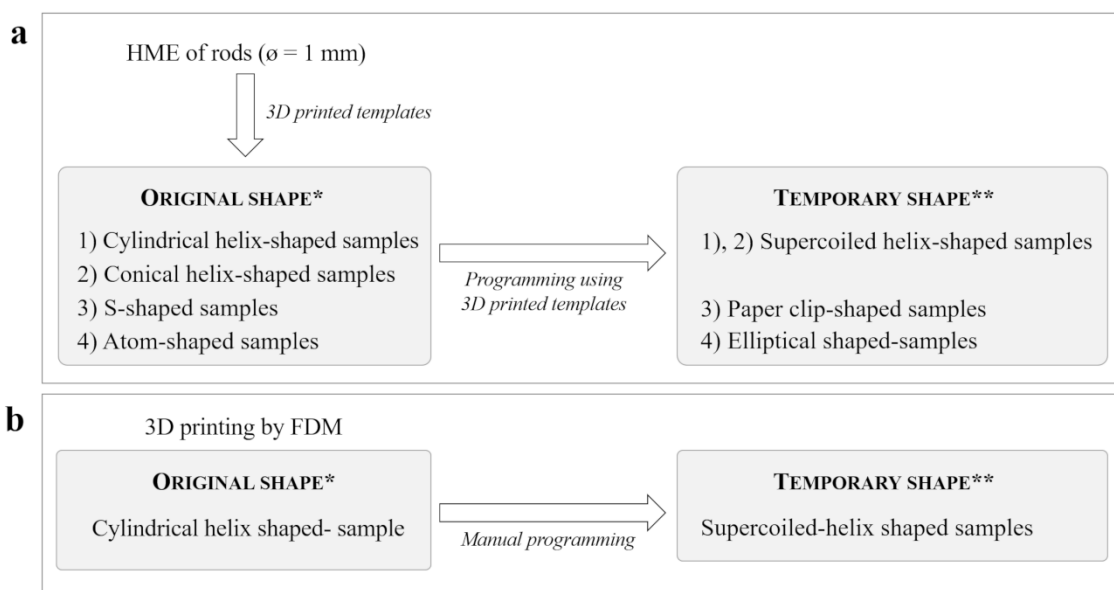 a
HME of rods (ø = 1 mm)
3D printed templates
ORIGINAL SHAPE*
1) Cylindrical helix-shaped samples
2) Conical helix-shaped samples
3) S-shaped samples
4) Atom-shaped samples
Programming using
3D printed templates
TEMPORARY SHAPE**
1), 2) Supercoiled helix-shaped samples
3) Paper clip-shaped samples
4) Elliptical shaped-samples
b
3D printing by FDM
ORIGINAL SHAPE*
Cylindrical helix shaped- sample
Manual programming
TEMPORARY SHAPE**
Supercoiled-helix shaped samples